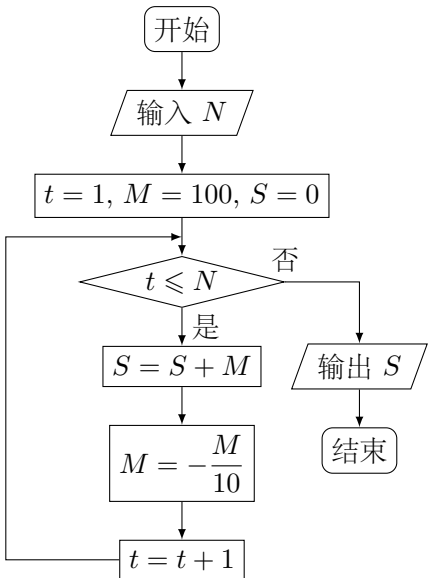 开始
输入 N
t = 1, M = 100, S = 0
t ⩽ N
否
是
S = S + M
输出 S
M = −M/10
结束
t = t + 1